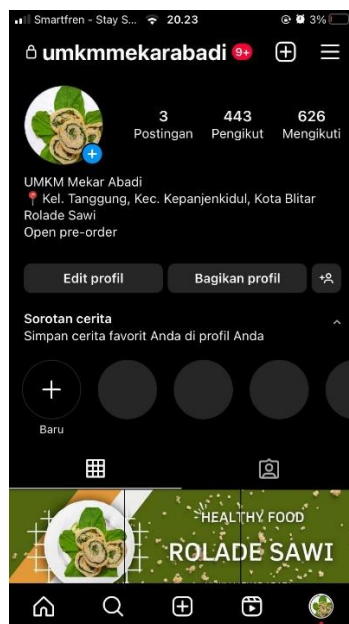 Smartfren - Stay S... 20.23 3%
umkmmekarabadi 9+
3 443 626
Postingan Pengikut Mengikuti
UMKM Mekar Abadi
📍 Kel. Tanggung, Kec. Kepanjenkidul, Kota Blitar
Rolade Sawi
Open pre-order
Edit profil Bagikan profil
Sorotan cerita
Simpan cerita favorit Anda di profil Anda
Baru
HEALTHY FOOD
ROLADE SAWI